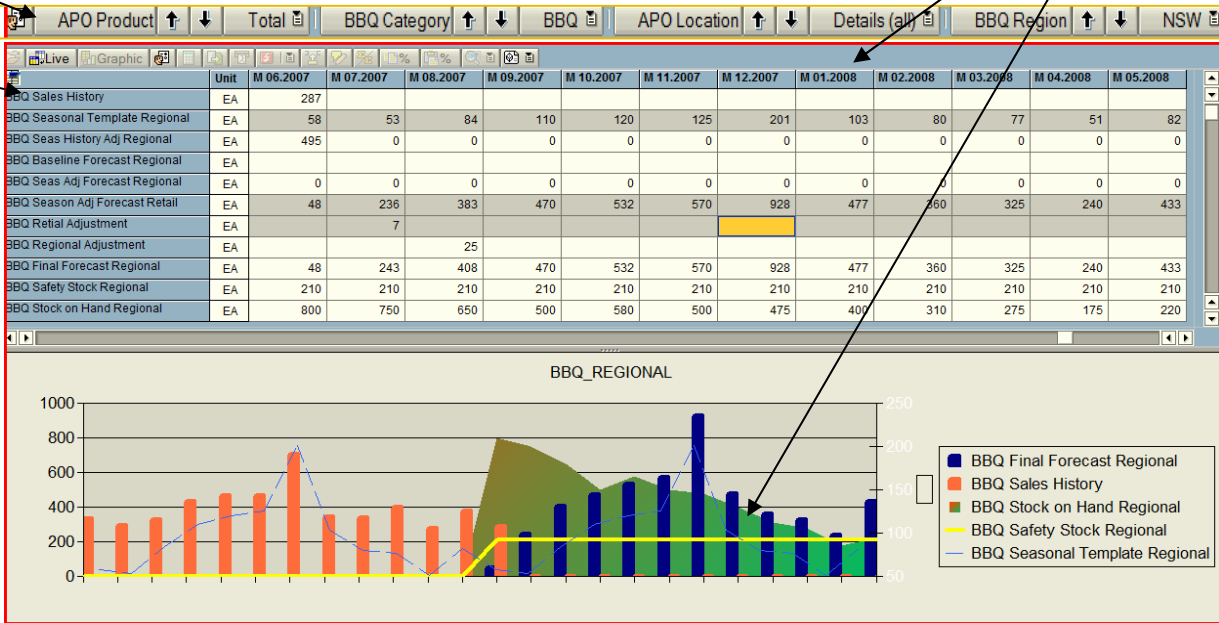 APO Product Total BBQ Category BBQ APO Location Details (all) BBQ Region NSW
Live Graphic % %
Unit M 06.2007 M 07.2007 M 08.2007 M 09.2007 M 10.2007 M 11.2007 M 12.2007 M 01.2008 M 02.2008 M 03.2008 M 04.2008 M 05.2008
BBQ Sales History EA 287
BBQ Seasonal Template Regional EA 58 53 84 110 120 125 201 103 80 77 51 82
BBQ Seas History Adj Regional EA 495 0 0 0 0 0 0 0 0 0 0 0
BBQ Baseline Forecast Regional EA
BBQ Seas Adj Forecast Regional EA 0 0 0 0 0 0 0 0 0 0 0 0
BBQ Season Adj Forecast Retail EA 48 236 383 470 532 570 928 477 360 325 240 433
BBQ Retial Adjustment EA 7
BBQ Regional Adjustment EA 25
BBQ Final Forecast Regional EA 48 243 408 470 532 570 928 477 360 325 240 433
BBQ Safety Stock Regional EA 210 210 210 210 210 210 210 210 210 210 210 210
BBQ Stock on Hand Regional EA 800 750 650 500 580 500 475 400 310 275 175 220
BBQ_REGIONAL
1000 250
800 200
600 150
400 100
200
0 50
BBQ Final Forecast Regional
BBQ Sales History
BBQ Stock on Hand Regional
BBQ Safety Stock Regional
BBQ Seasonal Template Regional